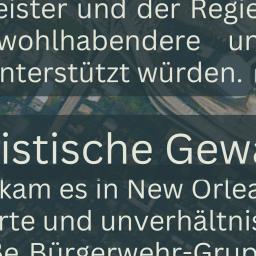 eister und der Regie
wohlhabendere un
nterstützt würden.
istische Gewa
kam es in New Orlea
rte und unverhältnis
ße Bürgerwehr-Grup